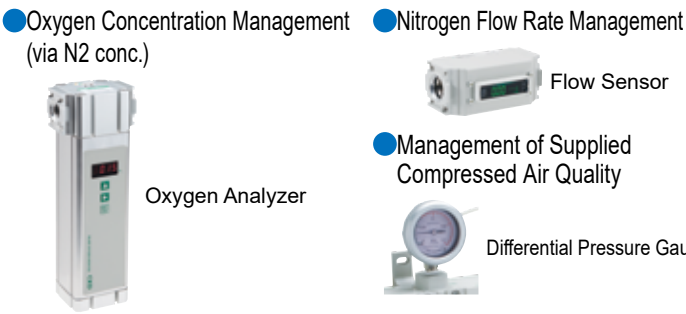 Oxygen Concentration Management
(via N2 conc.)
Oxygen Analyzer
Nitrogen Flow Rate Management
Flow Sensor
Management of Supplied
Compressed Air Quality
Differential Pressure Gau